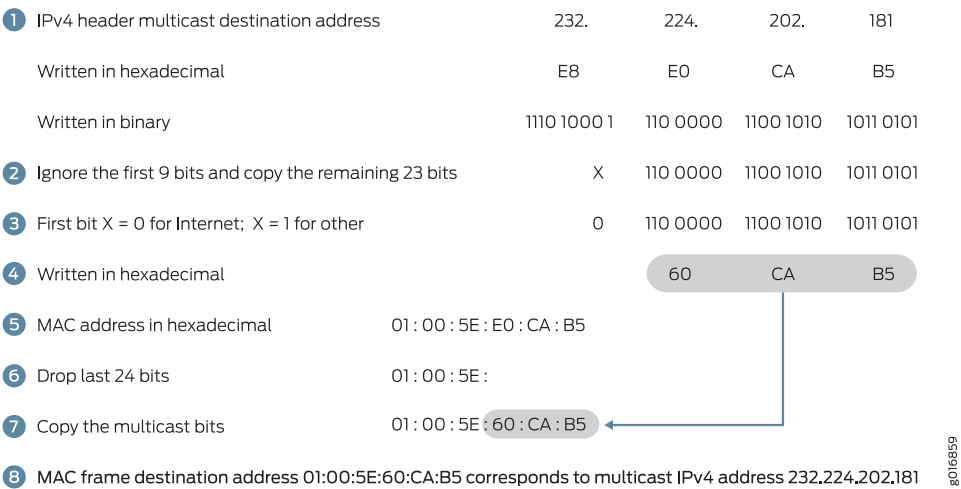 1 IPv4 header multicast destination address 232. 224. 202. 181
Written in hexadecimal E8 E0 CA B5
Written in binary 1110 1000 1 110 0000 1100 1010 1011 0101
2 Ignore the first 9 bits and copy the remaining 23 bits X 110 0000 1100 1010 1011 0101
3 First bit X = 0 for Internet; X = 1 for other 0 110 0000 1100 1010 1011 0101
4 Written in hexadecimal 60 CA B5
5 MAC address in hexadecimal 01 : 00 : 5E : E0 : CA : B5
6 Drop last 24 bits 01 : 00 : 5E :
7 Copy the multicast bits 01 : 00 : 5E : 60 : CA : B5
8 MAC frame destination address 01:00:5E:60:CA:B5 corresponds to multicast IPv4 address 232.224.202.181
g016859